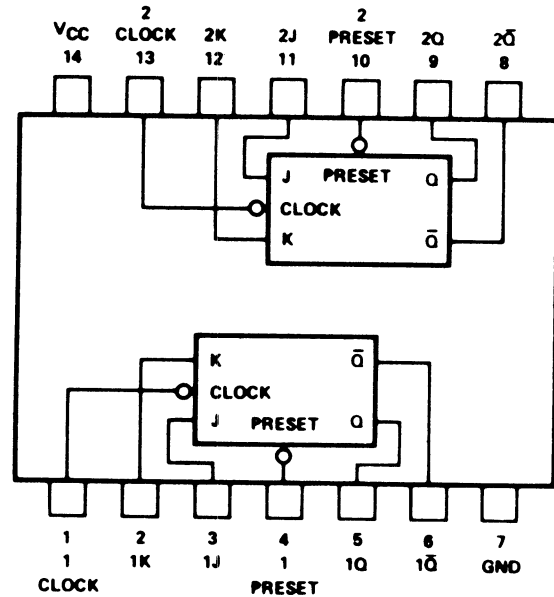 2 2
VCC CLOCK 2K 2J PRESET 2Q 2Q̅
14 13 12 11 10 9 8
J PRESET Q
CLOCK
K Q̅
K Q̅
CLOCK
J PRESET Q
1 2 3 4 5 6 7
1 1K 1J 1 1Q 1Q̅ GND
CLOCK PRESET